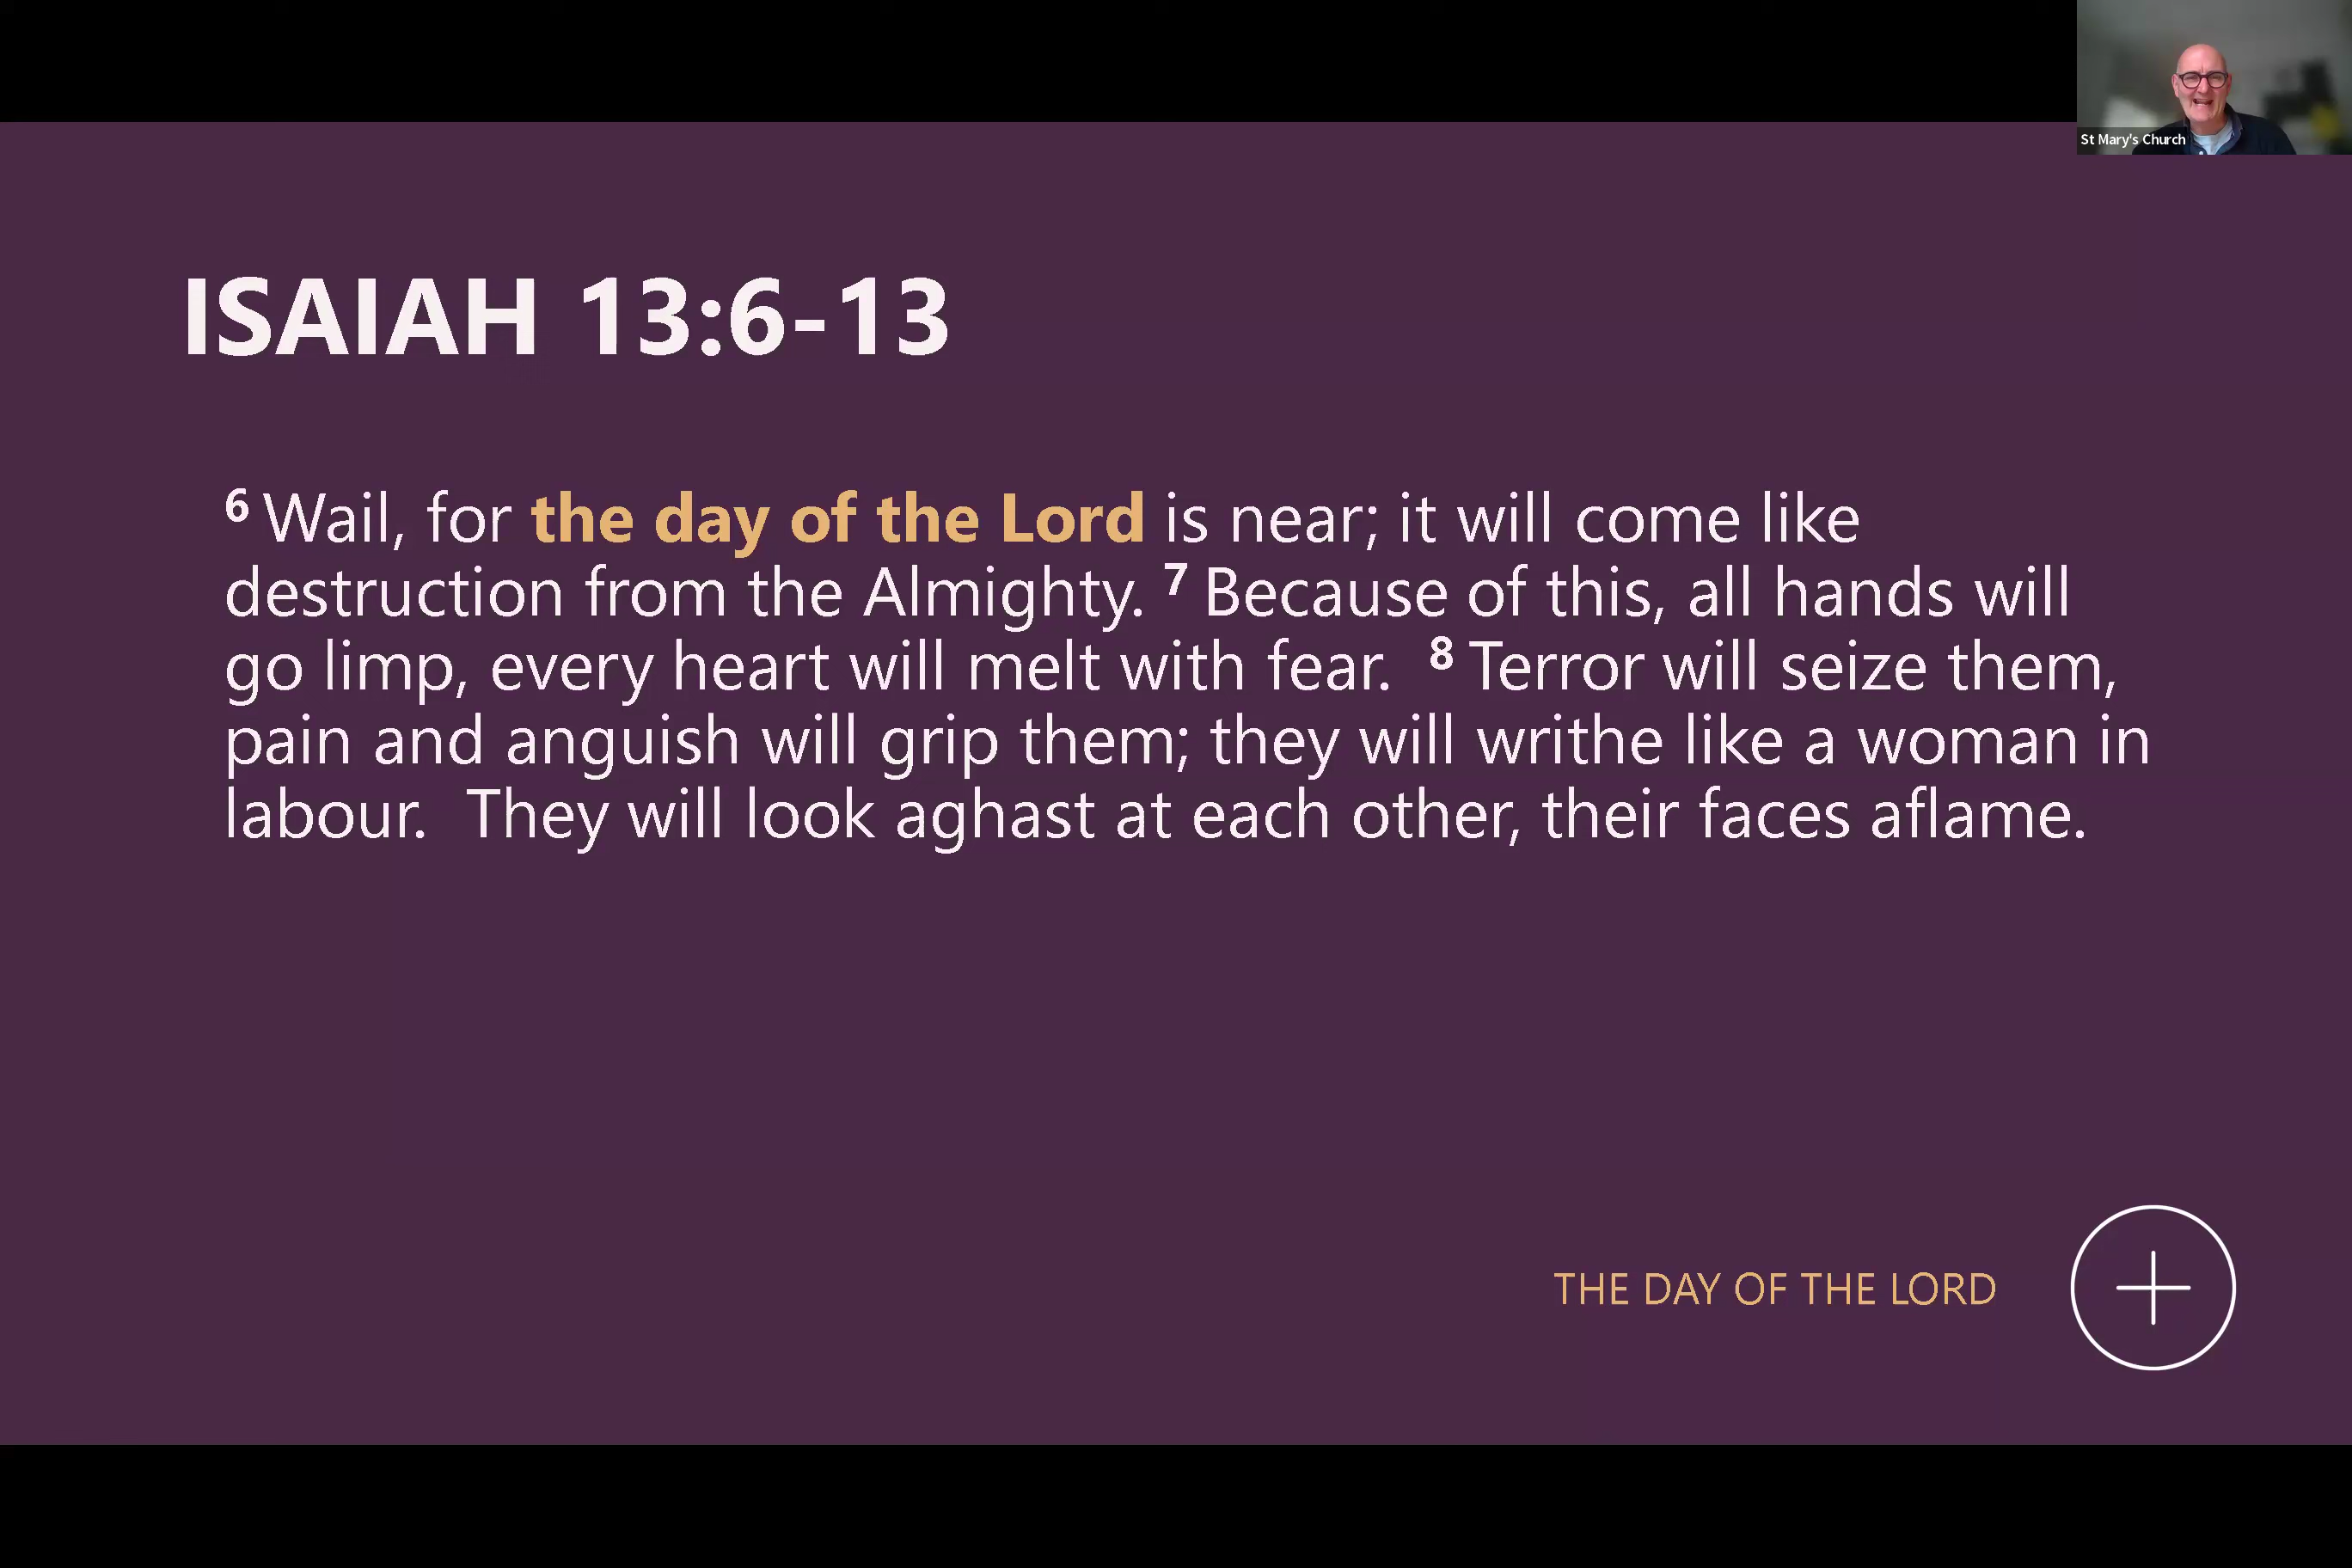 St Mary's Church
ISAIAH 13:6-13
6 Wail, for the day of the Lord is near; it will come like
destruction from the Almighty. 7 Because of this, all hands will
go limp, every heart will melt with fear.  8 Terror will seize them,
pain and anguish will grip them; they will writhe like a woman in
labour.  They will look aghast at each other, their faces aflame.
THE DAY OF THE LORD